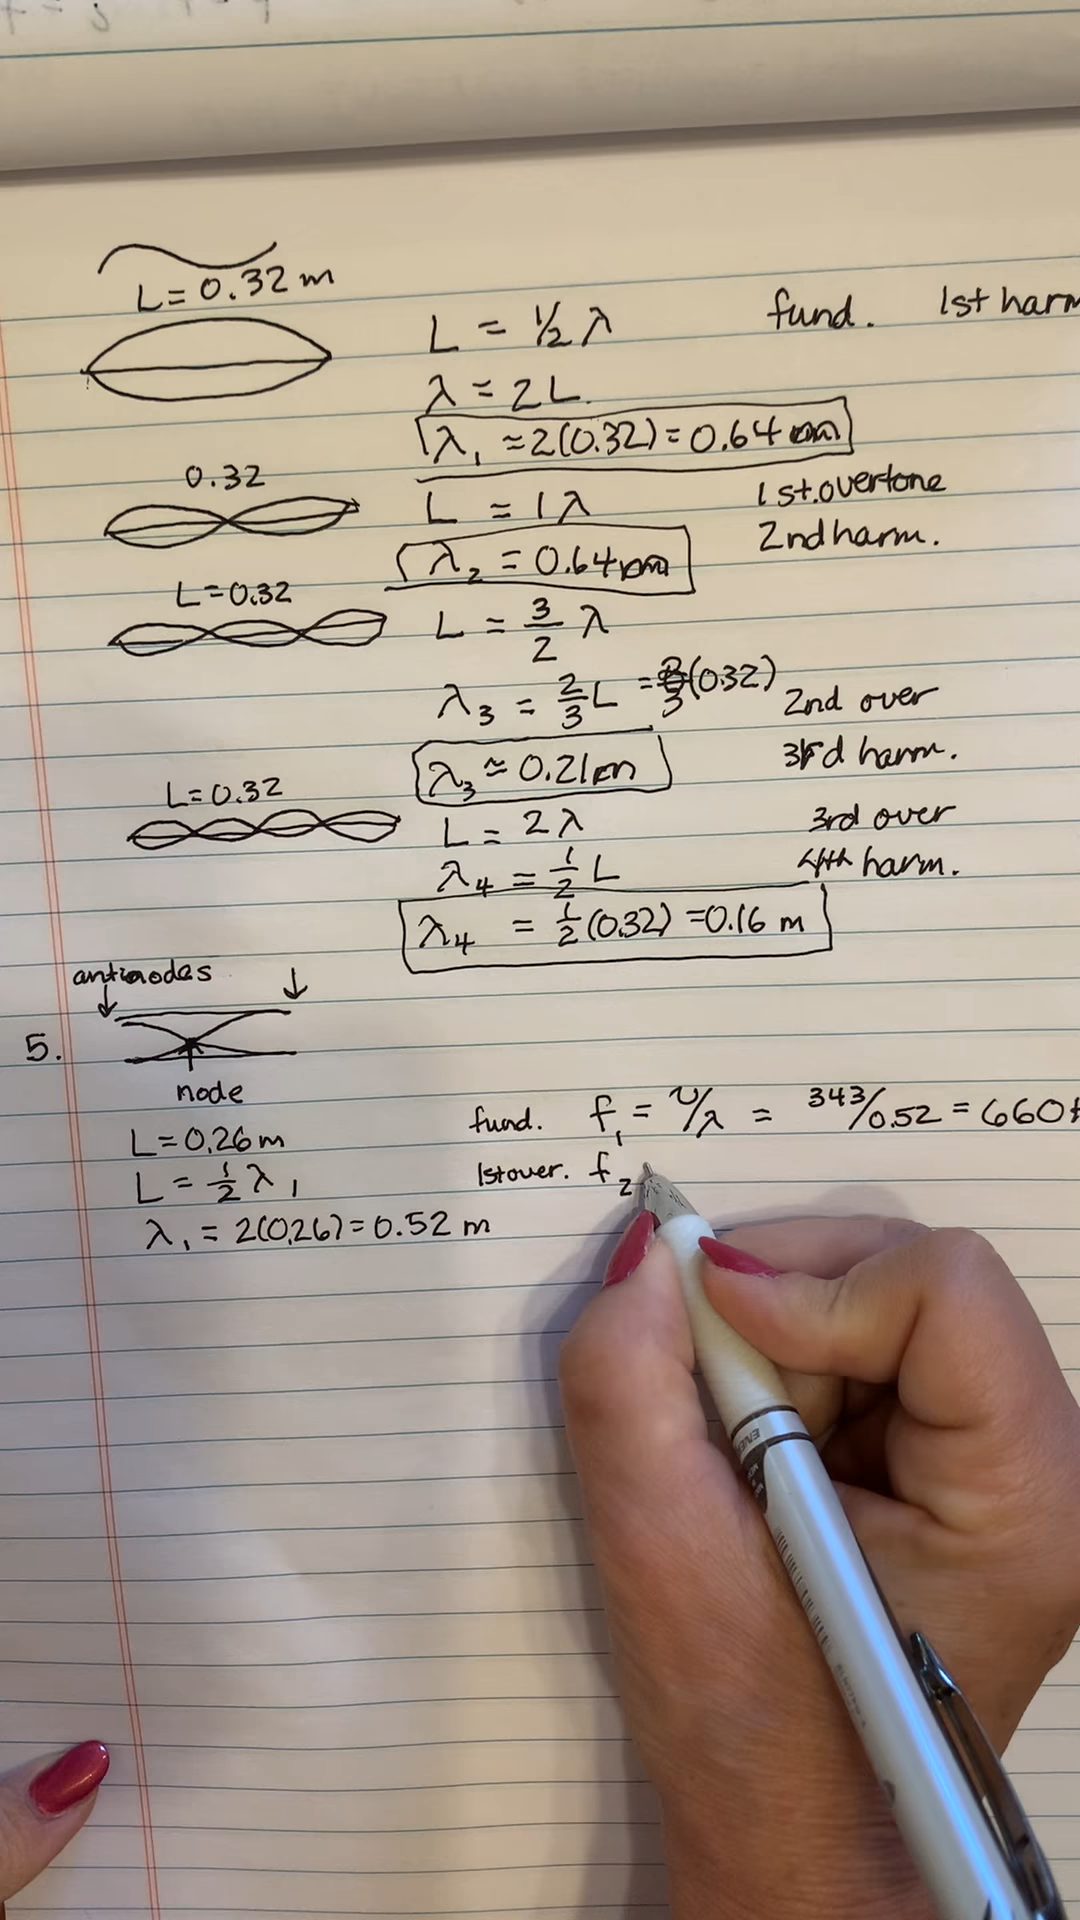 L = 0.32 m
L = ½ λ fund. 1st harm
λ = 2L.
λ₁ ≈ 2(0.32) = 0.64 m
0.32
L = 1λ 1st.overtone
2nd harm.
λ₂ = 0.64 m
L=0.32
L = 3/2 λ
λ₃ = 2/3 L = /3(0.32) 2nd over
3rd harm.
λ₃ ≈ 0.21 m
L=0.32
L = 2λ 3rd over
λ₄ = 1/2 L 4th harm.
λ₄ = 1/2 (0.32) = 0.16 m
antinodes
5.
node
fund. f₁ = v/λ = 343/0.52 = 660
L = 0.26 m
1st over. f₂
L = 1/2 λ₁
λ₁ = 2(0.26) = 0.52 m